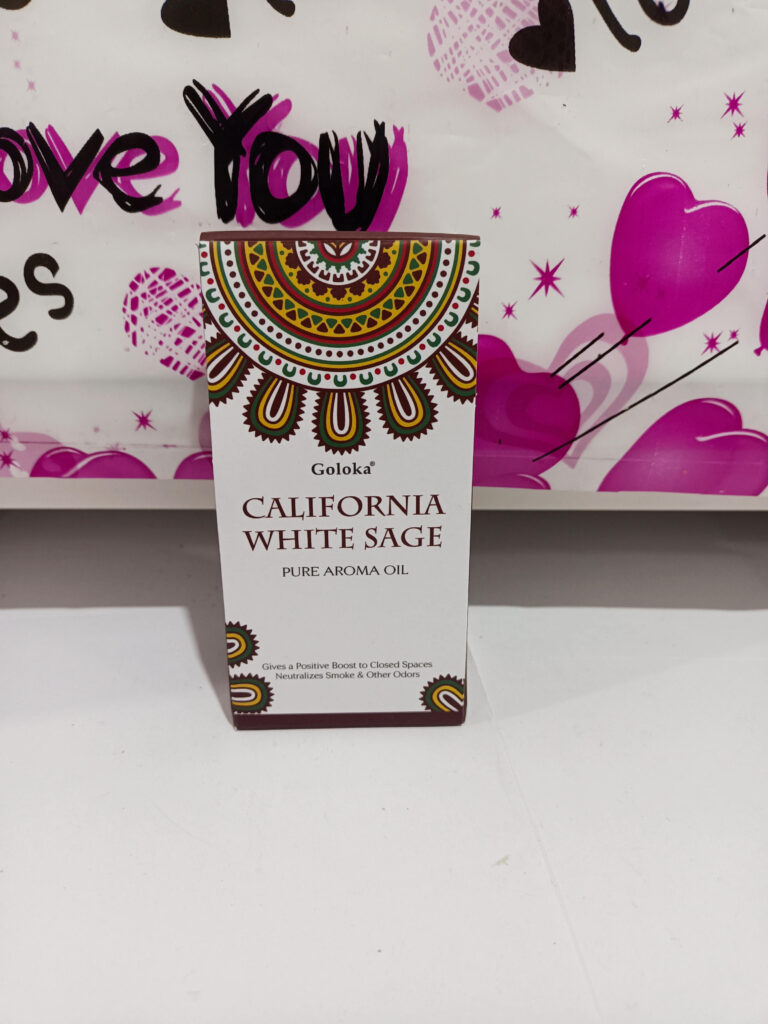 ove You
es
Goloka®
CALIFORNIA
WHITE SAGE
PURE AROMA OIL
Gives a Positive Boost to Closed Spaces
Neutralizes Smoke & Other Odors